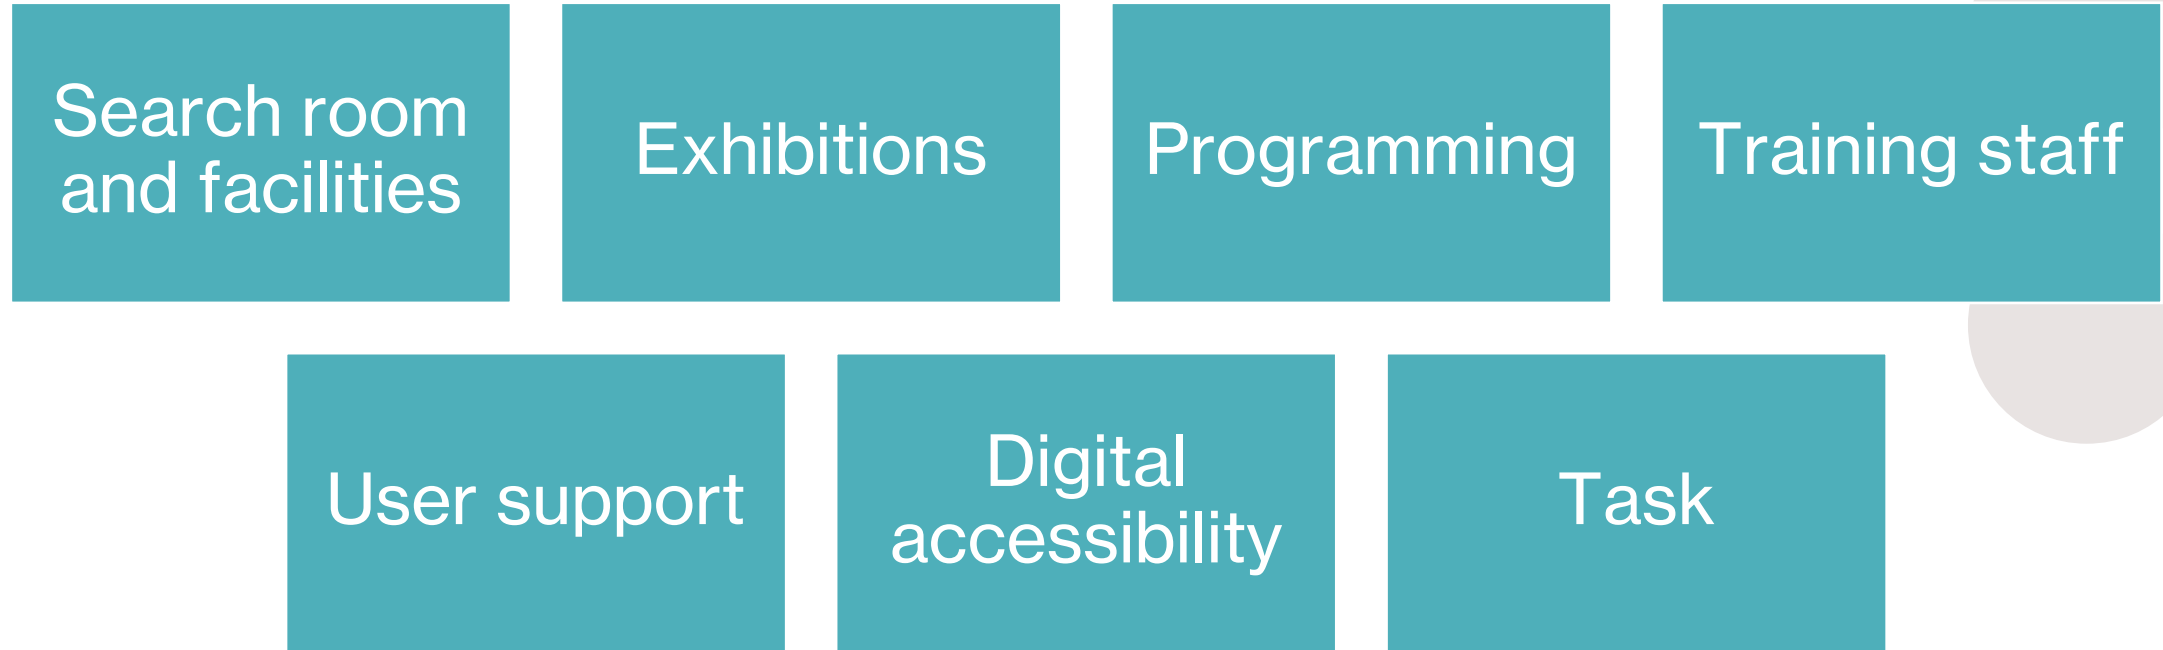 Search room
and facilities
Exhibitions
Programming
Training staff
User support
Digital
accessibility
Task